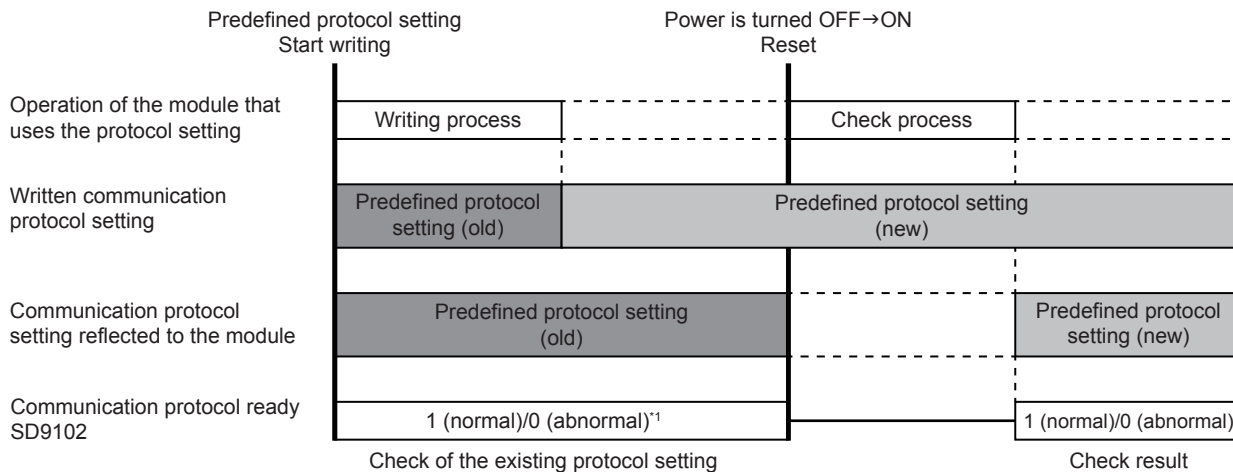 Predefined protocol setting
Start writing
Power is turned OFF→ON
Reset
Operation of the module that
uses the protocol setting
Writing process
Check process
Written communication
protocol setting
Predefined protocol
setting (old)
Predefined protocol setting
(new)
Communication protocol
setting reflected to the module
Predefined protocol setting
(old)
Predefined protocol
setting (new)
Communication protocol ready
SD9102
1 (normal)/0 (abnormal)*1
1 (normal)/0 (abnormal)
Check of the existing protocol setting
Check result